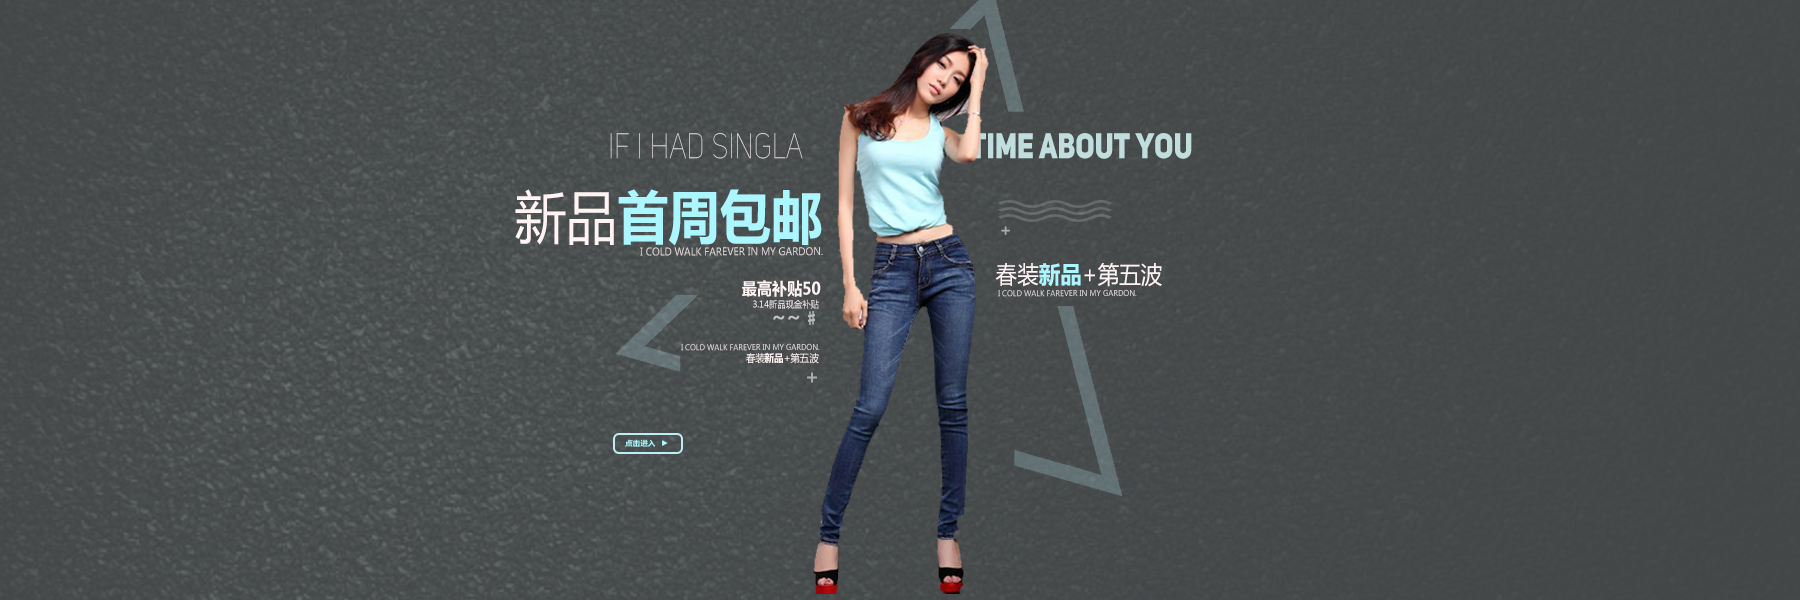 IF I HAD SINGLA TIME ABOUT YOU
新品首周包邮
I COLD WALK FAREVER IN MY GARDON.
最高补贴50
3.14新品现金补贴
~~ #
I COLD WALK FAREVER IN MY GARDON.
春装新品+第五波
+
点击进入
+
春装新品+第五波
I COLD WALK FAREVER IN MY GARDON.